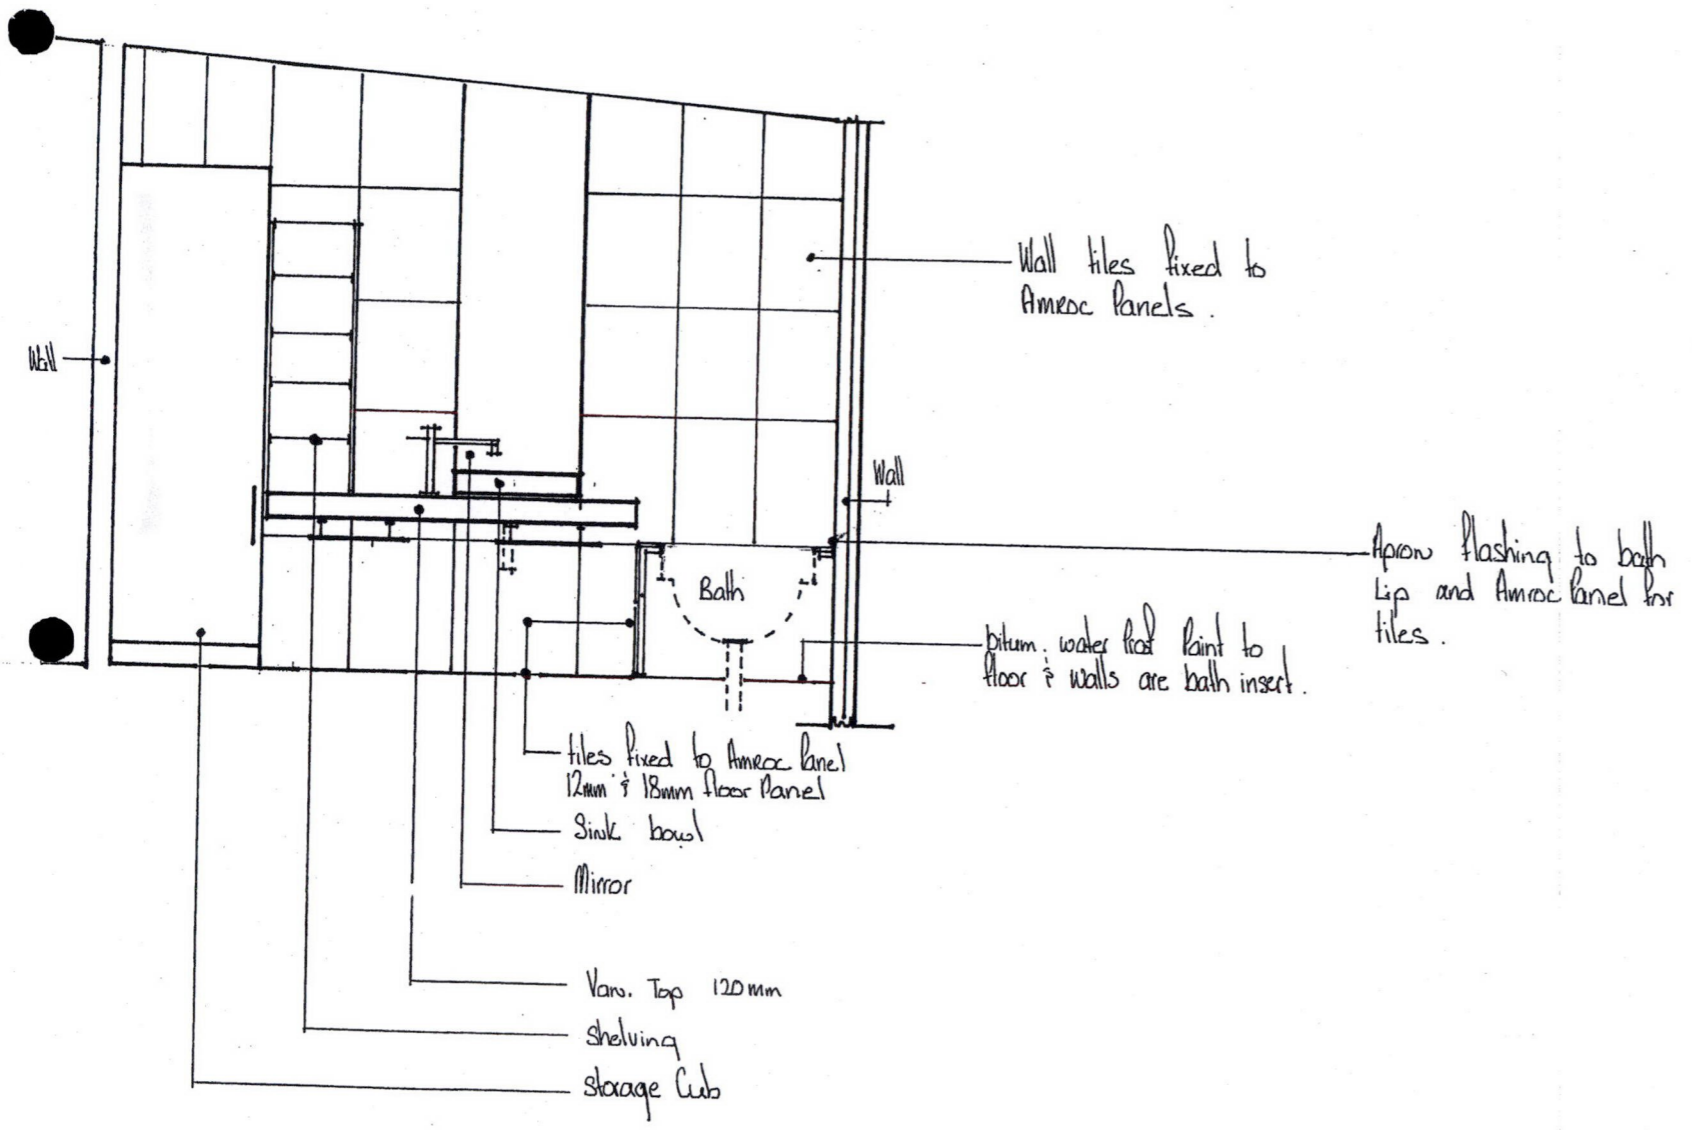 Wall tiles fixed to
Amroc Panels.
Wall
Wall
Apron flashing to bath
Lip and Amroc Panel for
tiles.
Bath
bitum. water Prof Paint to
floor & walls are bath insert.
tiles fixed to Amroc Panel
12mm & 18mm floor Panel
Sink bowl
Mirror
Van. Top 120mm
Shelving
Storage Cub